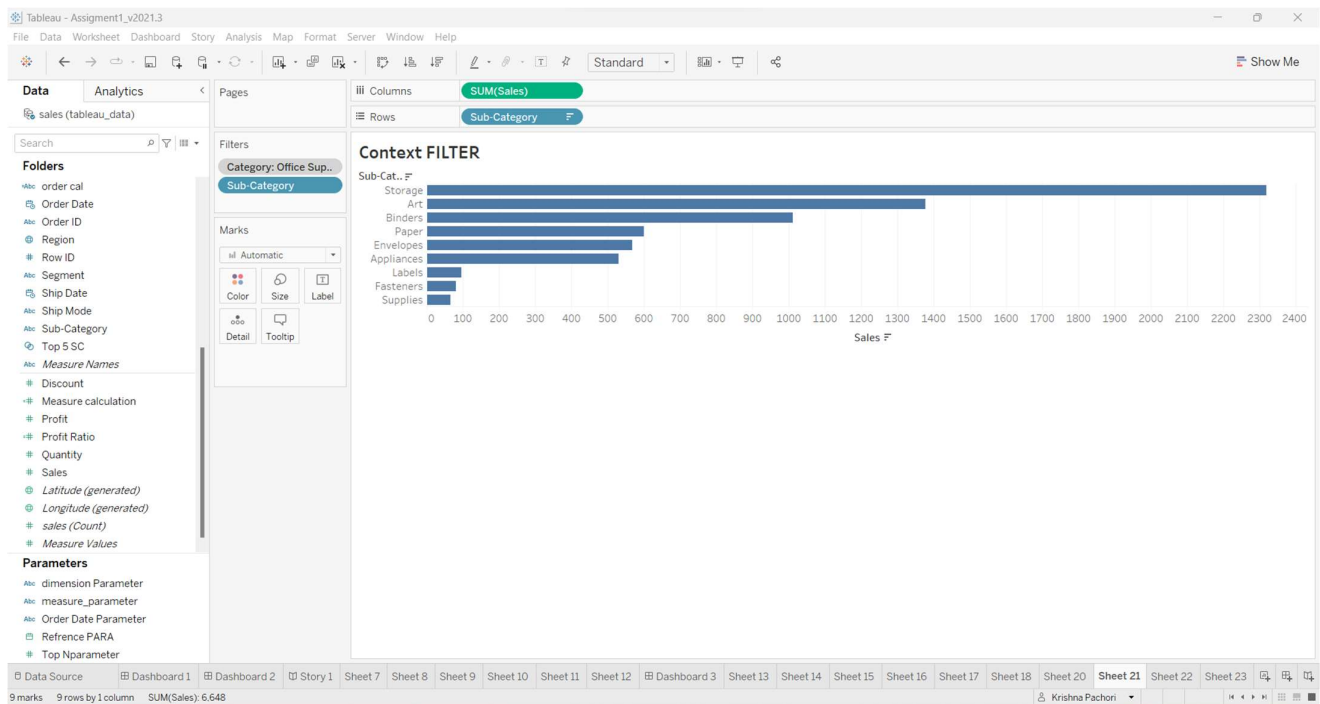 Tableau - Assigment1_v2021.3
File Data Worksheet Dashboard Story Analysis Map Format Server Window Help
Standard
Show Me
Data Analytics
sales (tableau_data)
Search
Folders
Abc order cal
Order Date
Abc Order ID
Region
# Row ID
Abc Segment
Ship Date
Abc Ship Mode
Abc Sub-Category
Top 5 SC
Abc Measure Names
# Discount
# Measure calculation
# Profit
# Profit Ratio
# Quantity
# Sales
Latitude (generated)
Longitude (generated)
# sales (Count)
# Measure Values
Parameters
Abc dimension Parameter
Abc measure_parameter
Abc Order Date Parameter
Refrence PARA
# Top Nparameter
Pages
Filters
Category: Office Sup..
Sub-Category
Marks
Automatic
Color Size Label
Detail Tooltip
Columns SUM(Sales)
Rows Sub-Category
Context FILTER
Sub-Cat..
Storage
Art
Binders
Paper
Envelopes
Appliances
Labels
Fasteners
Supplies
0 100 200 300 400 500 600 700 800 900 1000 1100 1200 1300 1400 1500 1600 1700 1800 1900 2000 2100 2200 2300 2400
Sales
Data Source Dashboard 1 Dashboard 2 Story 1 Sheet 7 Sheet 8 Sheet 9 Sheet 10 Sheet 11 Sheet 12 Dashboard 3 Sheet 13 Sheet 14 Sheet 15 Sheet 16 Sheet 17 Sheet 18 Sheet 20 Sheet 21 Sheet 22 Sheet 23
9 marks 9 rows by 1 column SUM(Sales): 6,648 Krishna Pachori